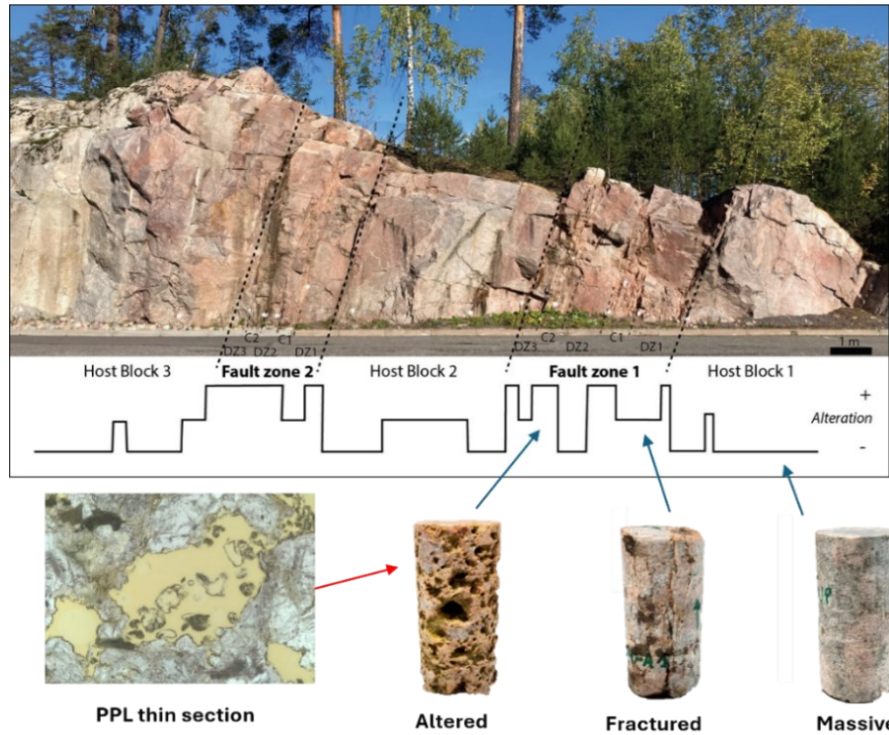 C2 C1
DZ3 DZ2 DZ1
C2 C1
DZ3 DZ2 DZ1
1 m
Host Block 3 Fault zone 2 Host Block 2 Fault zone 1 Host Block 1
+
Alteration
-
PPL thin section
Altered
Fractured
Massive